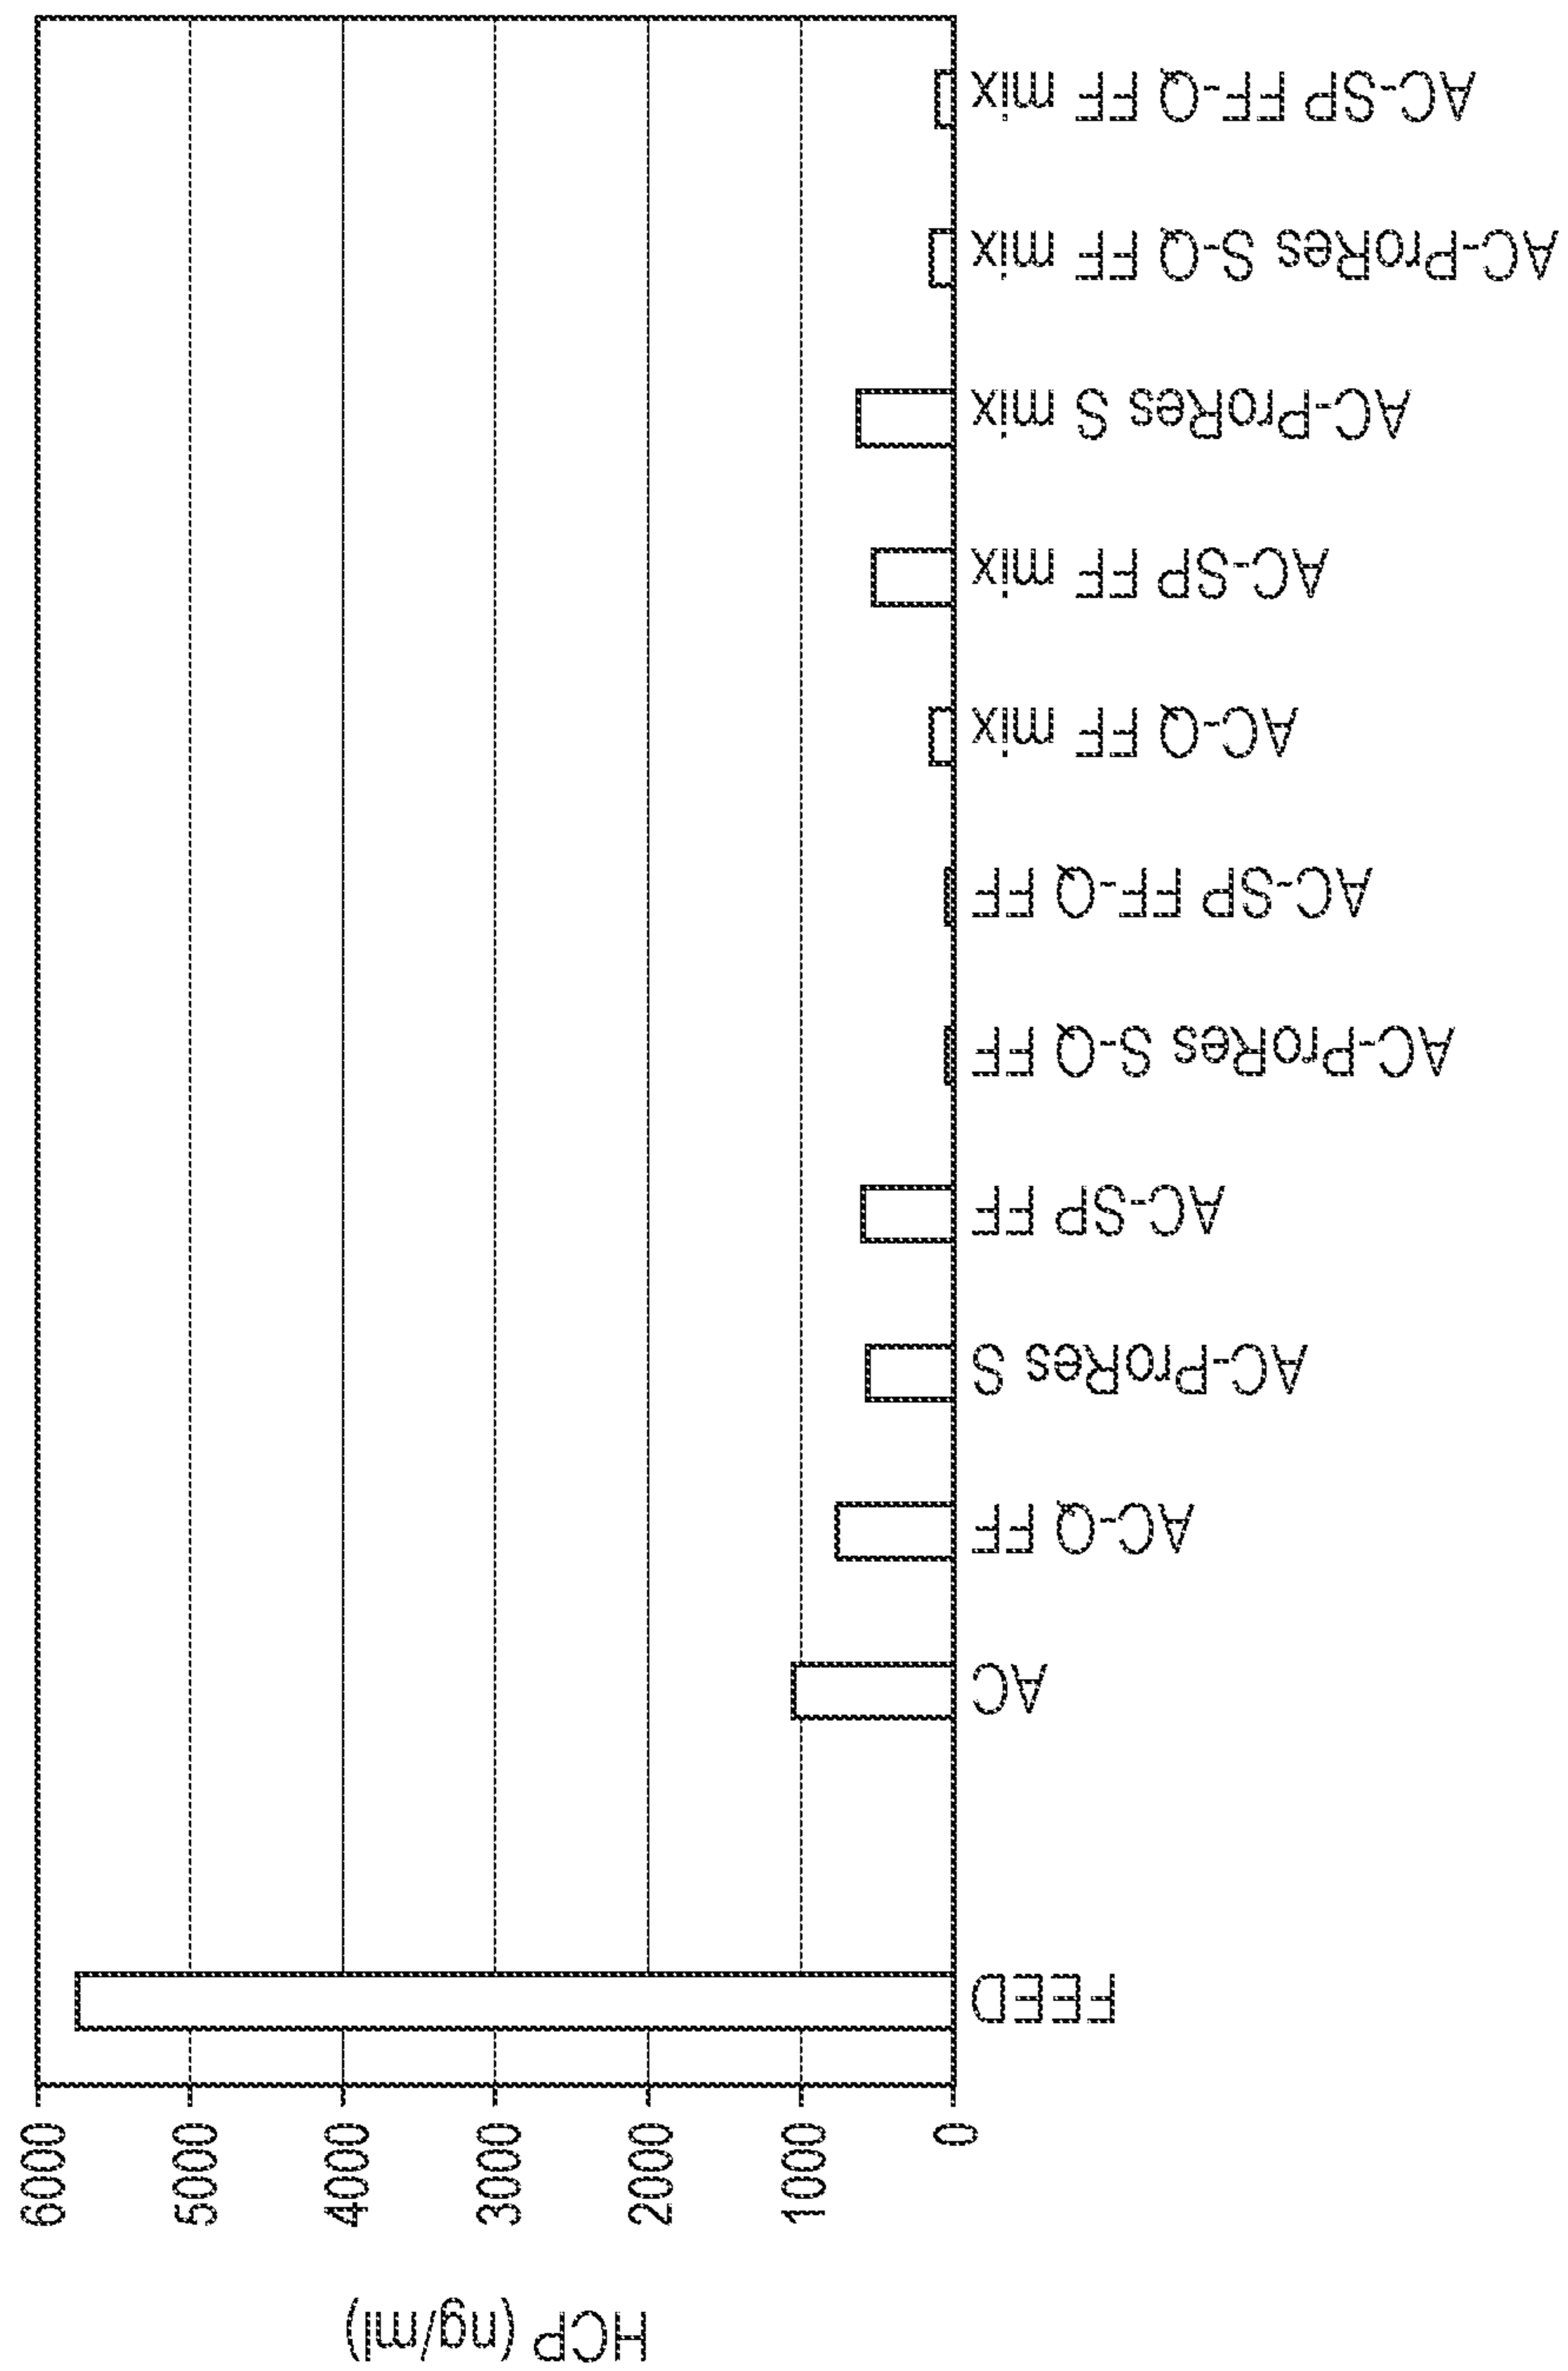 HCP (ng/ml)
6000
5000
4000
3000
2000
1000
0
FEED
AC
AC-Q FF
AC-ProRes S
AC-SP FF
AC-ProRes S-Q FF
AC-SP FF-Q FF
AC-Q FF mix
AC-SP FF mix
AC-ProRes S mix
AC-ProRes S-Q FF mix
AC-SP FF-Q FF mix